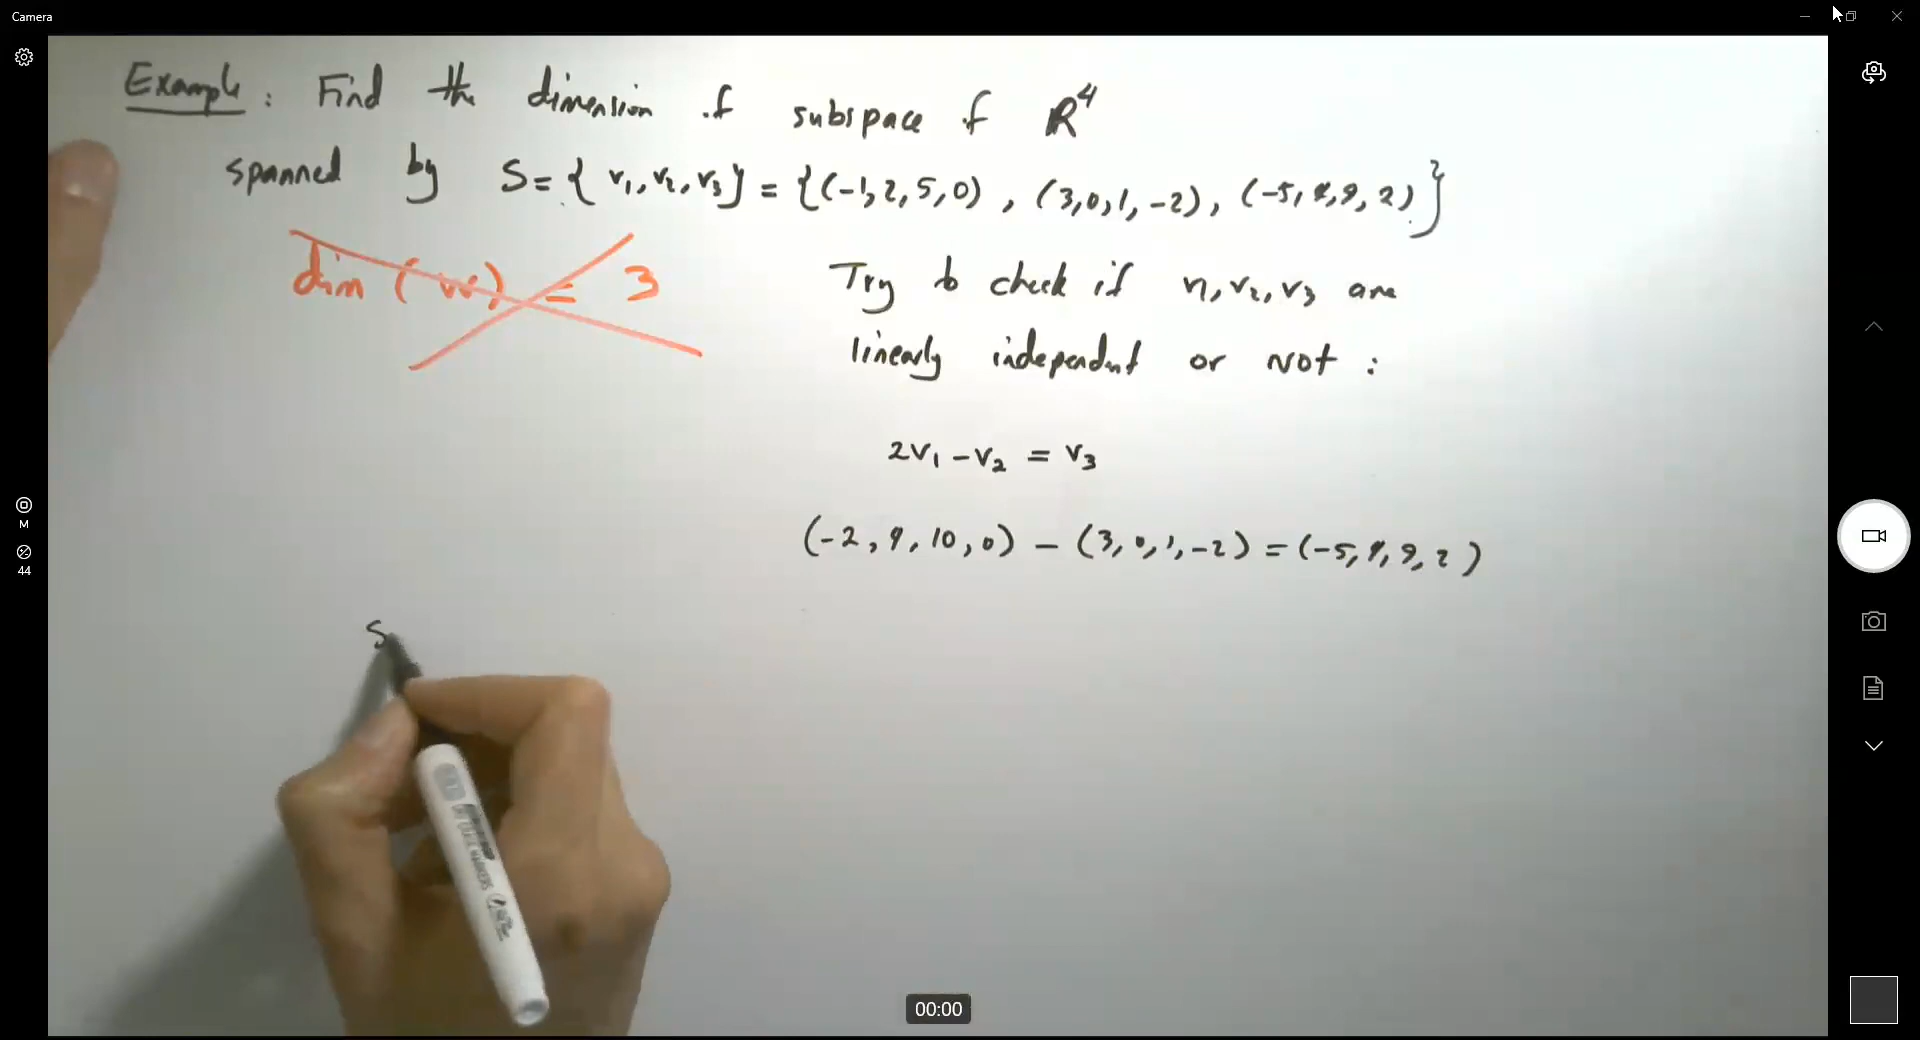 Camera
Example: Find the dimension of subspace of R⁴
spanned by S = { v₁, v₂, v₃ } = { (-1, 2, 5, 0) , (3, 0, 1, -2) , (-5, 4, 9, 2) }
dim (W) = 3
Try to check if v₁, v₂, v₃ are
linearly independent or not :
2v₁ - v₂ = v₃
(-2, 4, 10, 0) - (3, 0, 1, -2) = (-5, 4, 9, 2)
S
M
44
00:00